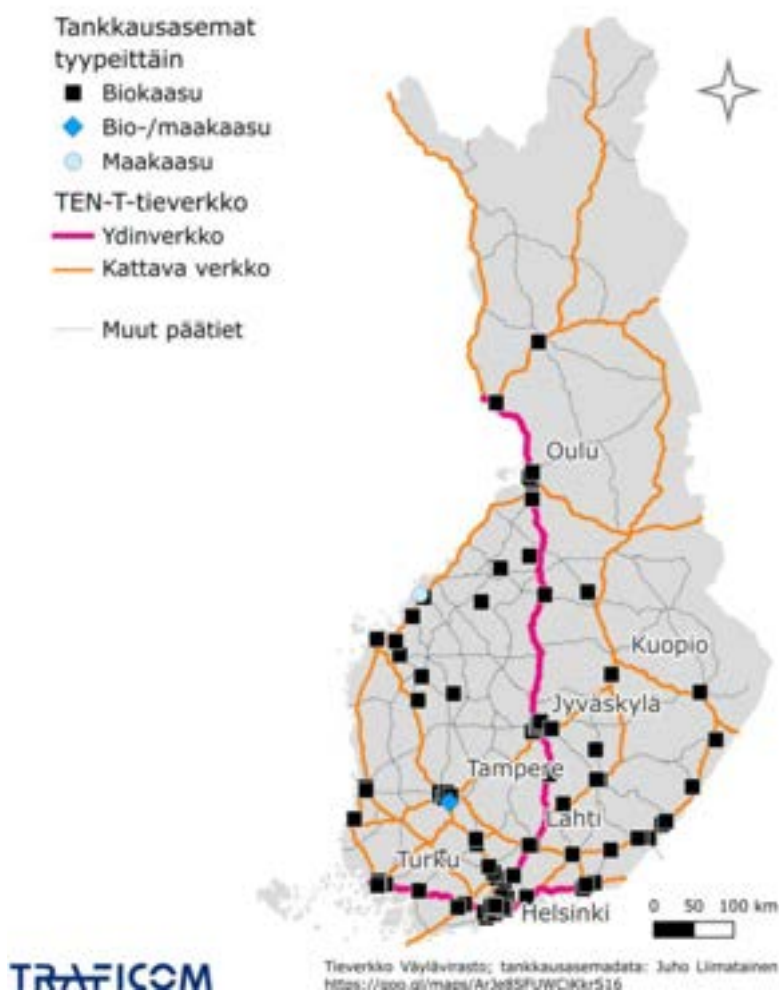 Tankkausasemat
tyypeittäin
Biokaasu
Bio-/maakaasu
Maakaasu
TEN-T-tieverkko
Ydinverkko
Kattava verkko
Muut päätiet
Oulu
Kuopio
Jyväskylä
Tampere
Lahti
Turku
Helsinki
0 50 100 km
TRAFICOM
Tieverkko Väylävirasto; tankkausasemadata: Juho Liimatainen